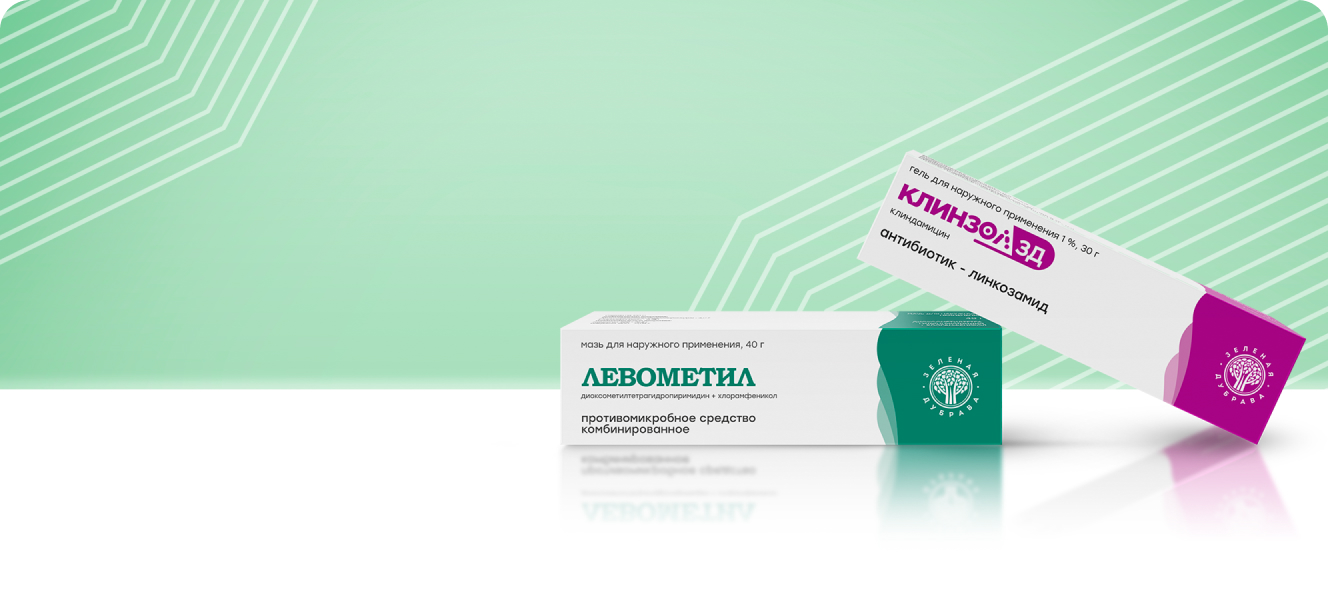 гель для наружного применения 1 %, 30 г
КЛИНЗОЛ ЗД
клиндамицин
антибиотик - линкозамид
ЗЕЛЕНАЯ
ДУБРАВА
мазь для наружного применения, 40 г
ЛЕВОМЕТИЛ
диоксометилтетрагидропиримидин + хлорамфеникол
противомикробное средство
комбинированное
ЗЕЛЕНАЯ
ДУБРАВА